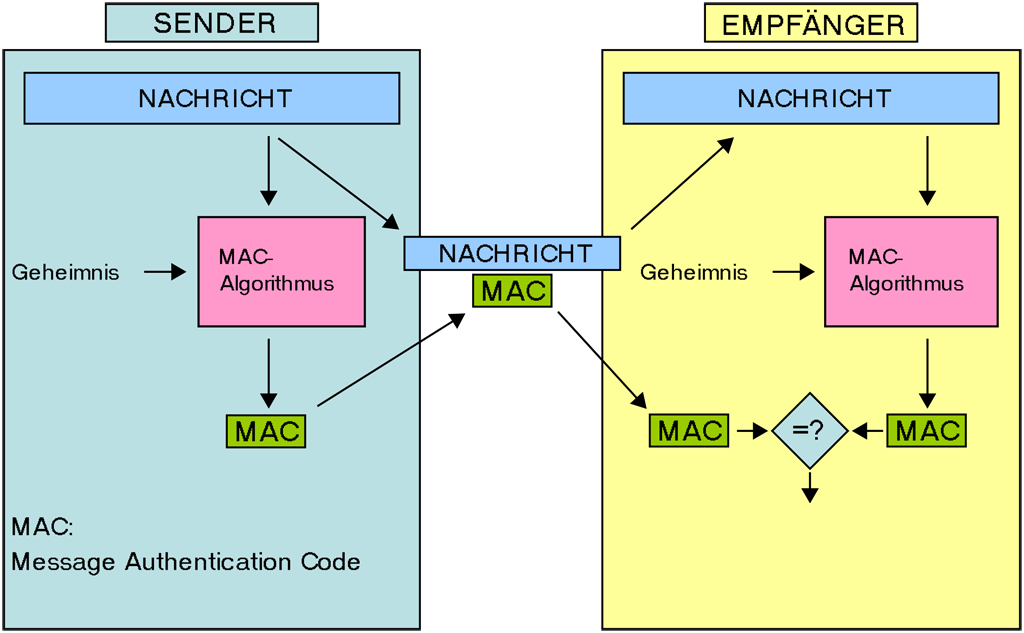 SENDER
NACHRICHT
Geheimnis
MAC-
Algorithmus
MAC
MAC:
Message Authentication Code
NACHRICHT
MAC
EMPFÄNGER
NACHRICHT
Geheimnis
MAC-
Algorithmus
MAC
=?
MAC